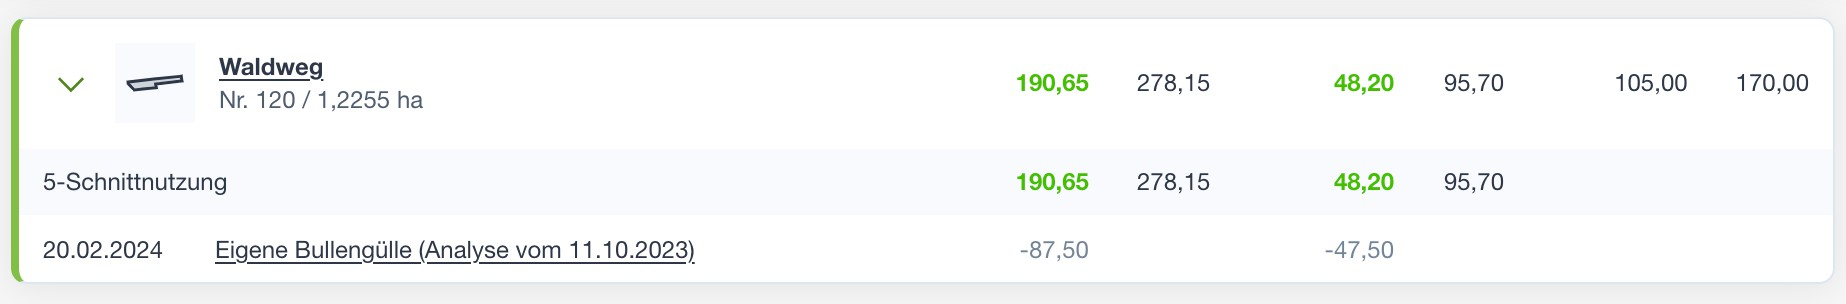 Waldweg
Nr. 120 / 1,2255 ha
190,65 278,15 48,20 95,70 105,00 170,00
5-Schnittnutzung 190,65 278,15 48,20 95,70
20.02.2024 Eigene Bullengülle (Analyse vom 11.10.2023) -87,50 -47,50